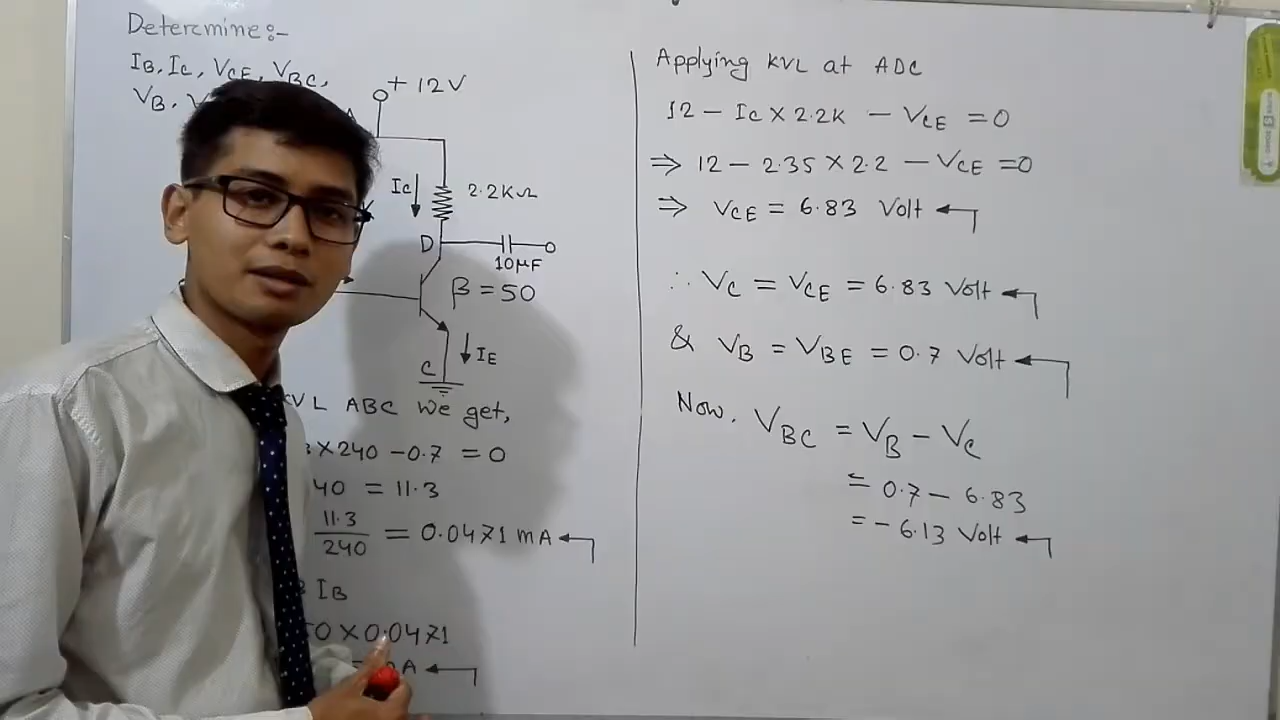 Determine:-
IB, IC, VCE, VBC,
VB,
+ 12V
IC
2.2KΩ
D
10μF
β = 50
IE
C
KVL ABC we get,
×240 - 0.7 = 0
40 = 11.3
11.3
240
= 0.0471 mA
IB
50 × 0.0471
mA
Applying KVL at ADC
12 - IC × 2.2K - VCE = 0
⇒ 12 - 2.35 × 2.2 - VCE = 0
⇒ VCE = 6.83 Volt
∴ VC = VCE = 6.83 Volt
& VB = VBE = 0.7 Volt
Now, VBC = VB - VC
= 0.7 - 6.83
= - 6.13 Volt